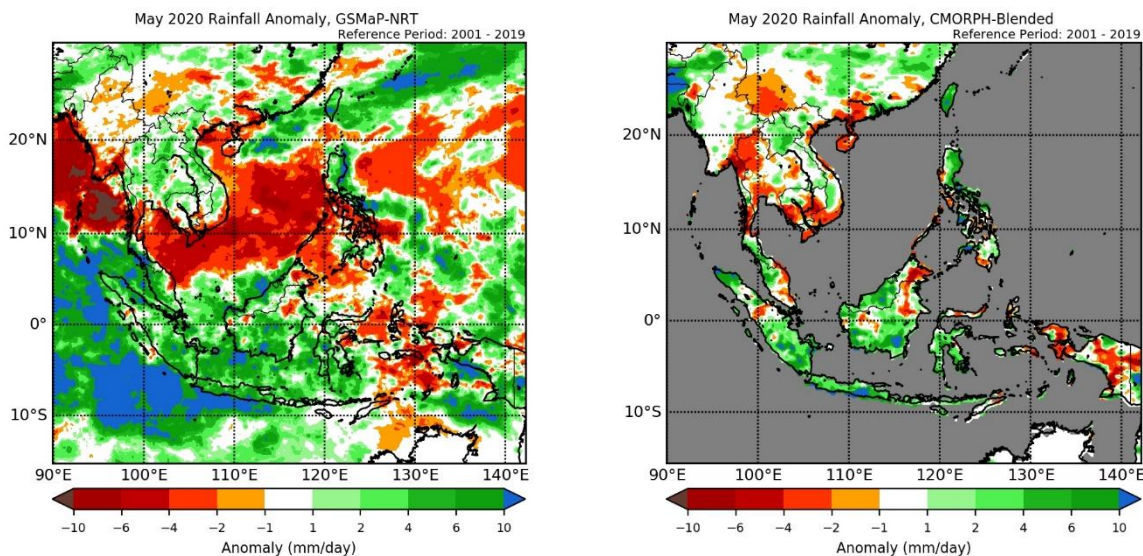 May 2020 Rainfall Anomaly, GSMaP-NRT
Reference Period: 2001 - 2019
20°N
10°N
0°
10°S
90°E 100°E 110°E 120°E 130°E 140°E
−10 −6 −4 −2 −1 1 2 4 6 10
Anomaly (mm/day)
May 2020 Rainfall Anomaly, CMORPH-Blended
Reference Period: 2001 - 2019
20°N
10°N
0°
10°S
90°E 100°E 110°E 120°E 130°E 140°E
−10 −6 −4 −2 −1 1 2 4 6 10
Anomaly (mm/day)